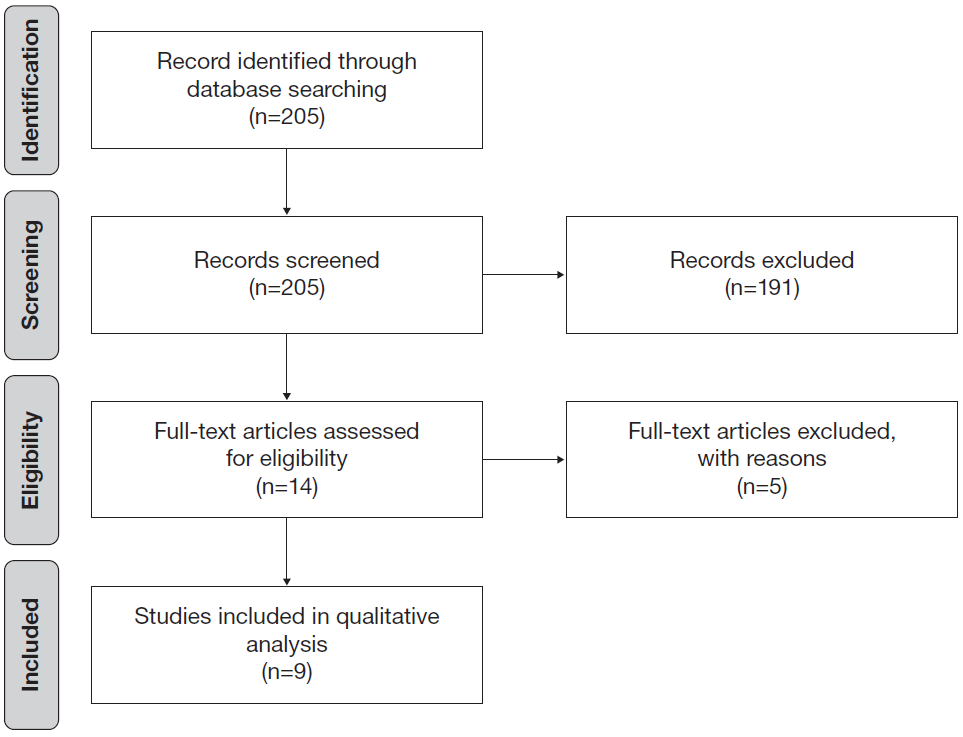 Identification
Record identified through
database searching
(n=205)
Screening
Records screened
(n=205)
Records excluded
(n=191)
Eligibility
Full-text articles assessed
for eligibility
(n=14)
Full-text articles excluded,
with reasons
(n=5)
Included
Studies included in qualitative
analysis
(n=9)